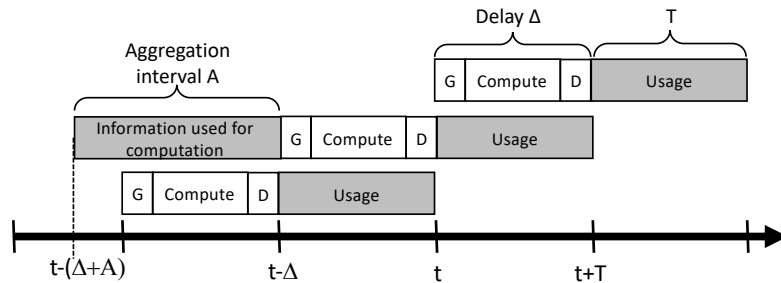 Delay Δ
T
Aggregation
interval A
G Compute D Usage
Information used for
computation
G Compute D Usage
G Compute D Usage
t-(Δ+A) t-Δ t t+T